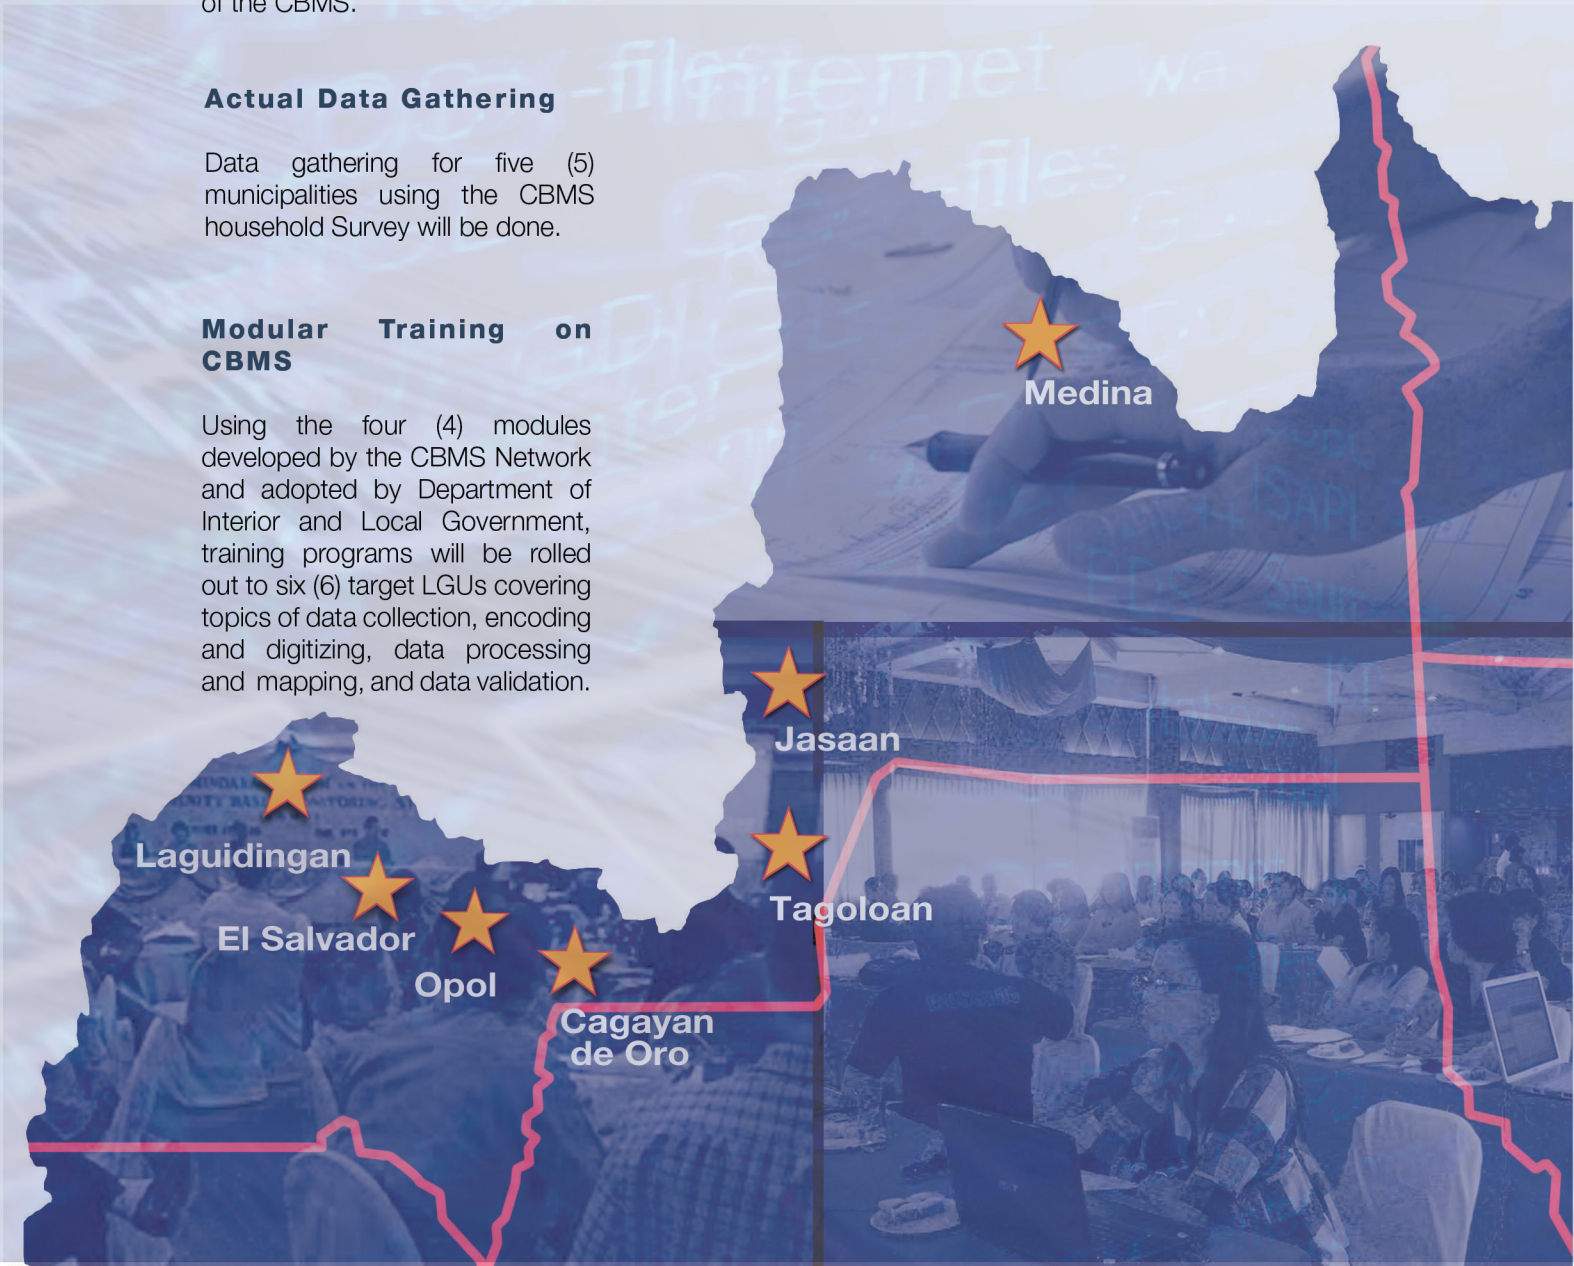 of the CBMS.
Actual Data Gathering
Data gathering for five (5)
municipalities using the CBMS
household Survey will be done.
Modular Training on
CBMS
Using the four (4) modules
developed by the CBMS Network
and adopted by Department of
Interior and Local Government,
training programs will be rolled
out to six (6) target LGUs covering
topics of data collection, encoding
and digitizing, data processing
and mapping, and data validation.
-file
Internet
-files
Medina
Jasaan
Tagoloan
Laguidingan
El Salvador
Opol
Cagayan
de Oro